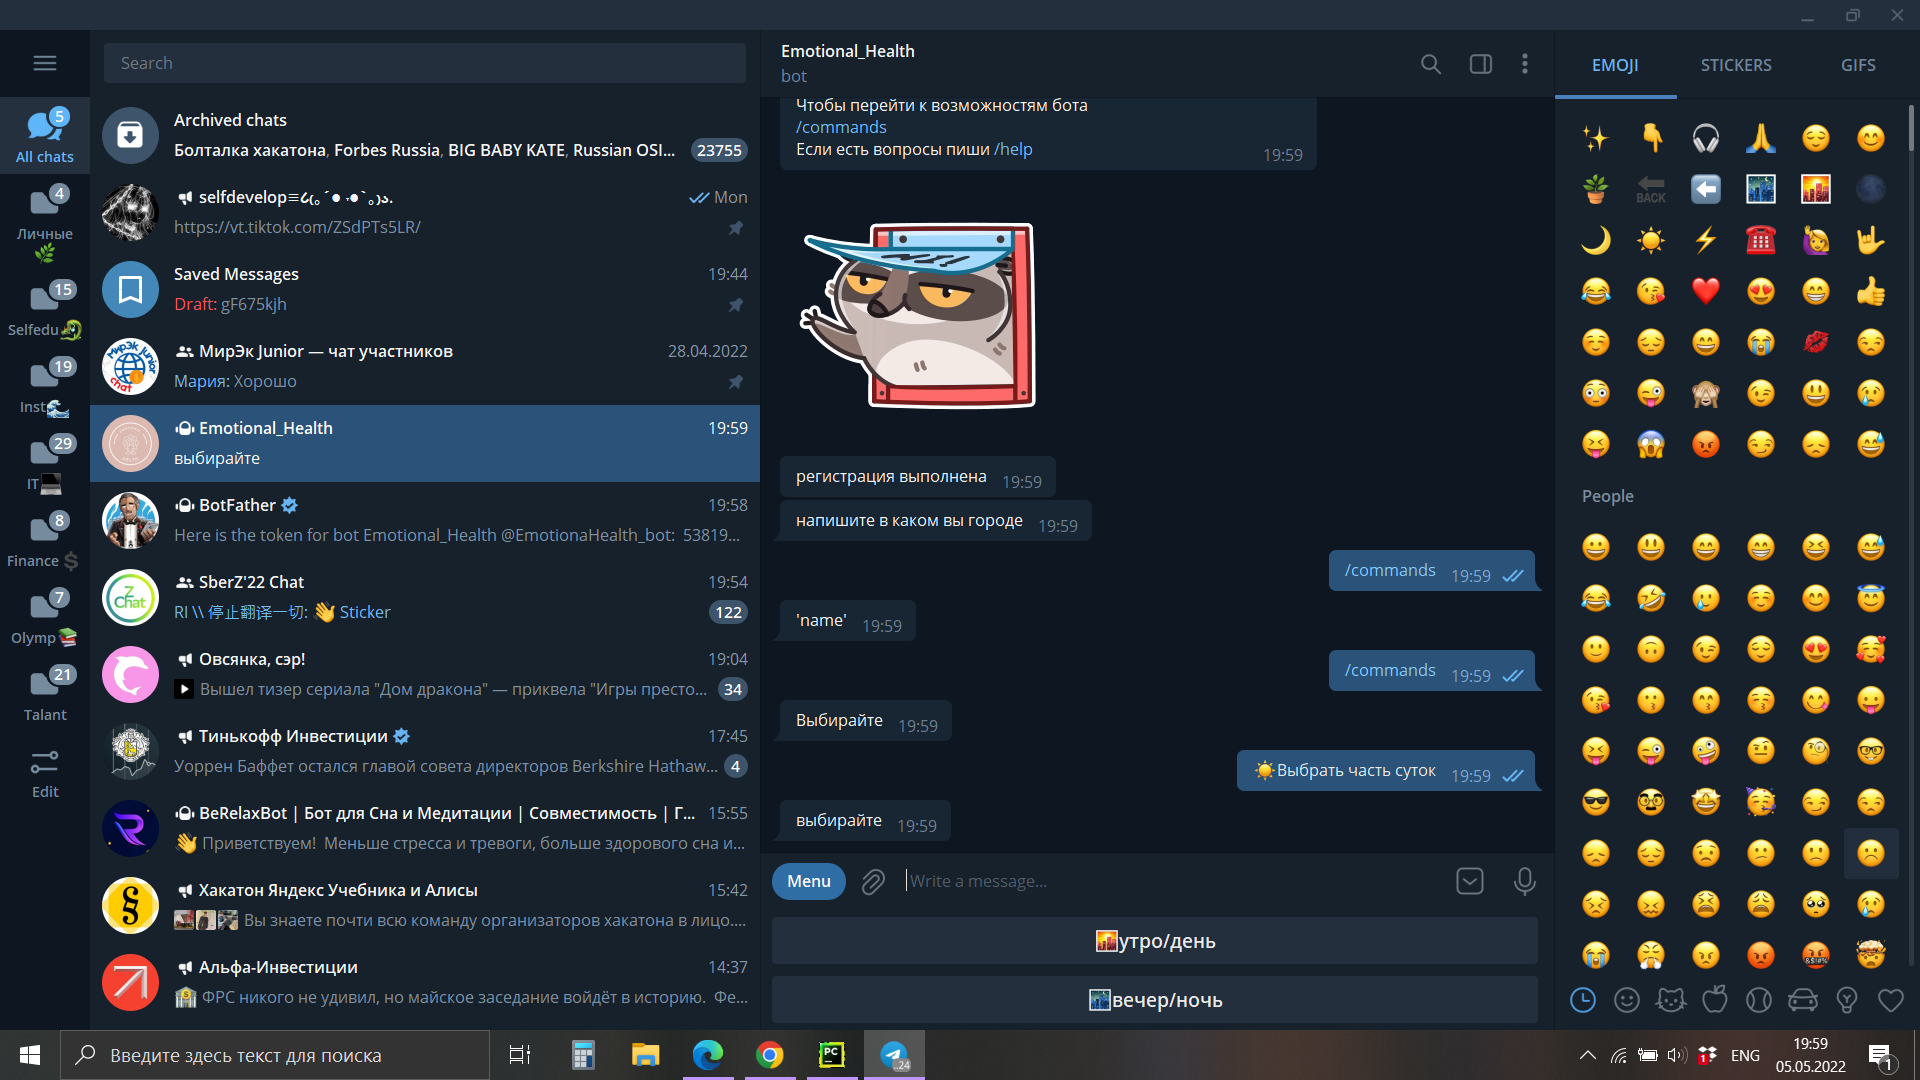 Search
5
All chats
4
Личные
15
Selfedu
19
Inst
29
IT
8
Finance
7
Olymp
21
Talant
Edit
Archived chats
Болталка хакатона, Forbes Russia, BIG BABY KATE, Russian OSI...
23755
Mon
https://vt.tiktok.com/ZSdPTs5LR/
Saved Messages
19:44
Draft: gF675kjh
МирЭк Junior — чат участников
28.04.2022
Мария: Хорошо
Emotional_Health
19:59
выбирайте
BotFather
19:58
Here is the token for bot Emotional_Health @EmotionaHealth_bot: 53819...
Z
Chat
SberZ'22 Chat
19:54
RI \\ 停止翻译一切: 👋 Sticker
122
Овсянка, сэр!
19:04
Вышел тизер сериала "Дом дракона" — приквела "Игры престо...
34
Тинькофф Инвестиции
17:45
Уоррен Баффет остался главой совета директоров Berkshire Hathaw...
4
BeRelaxBot | Бот для Сна и Медитации | Совместимость | Г...
15:55
👋 Приветствуем! Меньше стресса и тревоги, больше здорового сна и...
Хакатон Яндекс Учебника и Алисы
15:42
Вы знаете почти всю команду организаторов хакатона в лицо....
Альфа-Инвестиции
14:37
🏦 ФРС никого не удивил, но майское заседание войдёт в историю. Фе...
Emotional_Health
bot
Чтобы перейти к возможностям бота
/commands
Если есть вопросы пиши /help
19:59
регистрация выполнена 19:59
напишите в каком вы городе 19:59
/commands 19:59
'name' 19:59
/commands 19:59
Выбирайте 19:59
☀️Выбрать часть суток 19:59
выбирайте 19:59
Menu
Write a message...
🌇утро/день
🌃вечер/ночь
EMOJI
STICKERS
GIFS
BACK
People
Введите здесь текст для поиска
PC
..24
1
ENG
19:59
05.05.2022
1